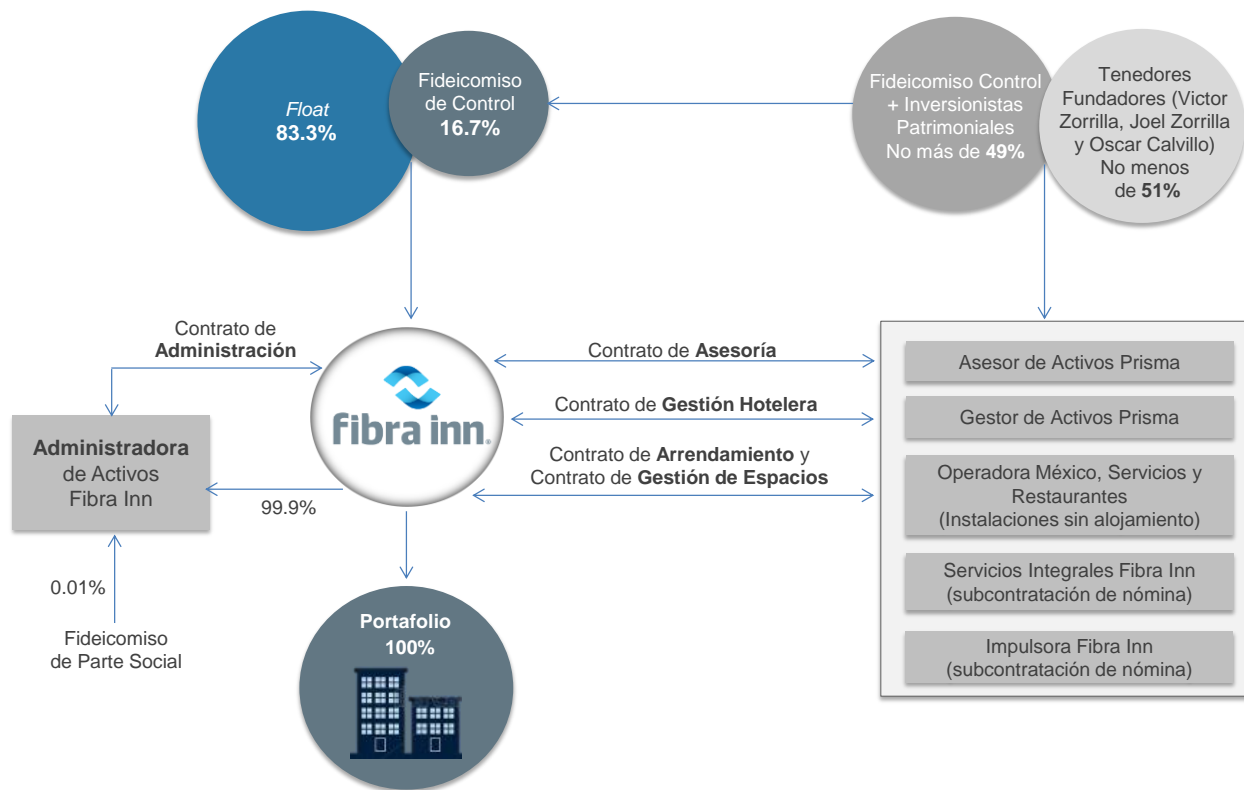 Float
83.3%
Fideicomiso
de Control
16.7%
Fideicomiso Control
+ Inversionistas
Patrimoniales
No más de 49%
Tenedores
Fundadores (Victor
Zorrilla, Joel Zorrilla
y Oscar Calvillo)
No menos
de 51%
Contrato de
Administración
fibra inn®
Contrato de Asesoría
Contrato de Gestión Hotelera
Contrato de Arrendamiento y
Contrato de Gestión de Espacios
Administradora
de Activos
Fibra Inn
99.9%
0.01%
Fideicomiso
de Parte Social
Portafolio
100%
Asesor de Activos Prisma
Gestor de Activos Prisma
Operadora México, Servicios y
Restaurantes
(Instalaciones sin alojamiento)
Servicios Integrales Fibra Inn
(subcontratación de nómina)
Impulsora Fibra Inn
(subcontratación de nómina)